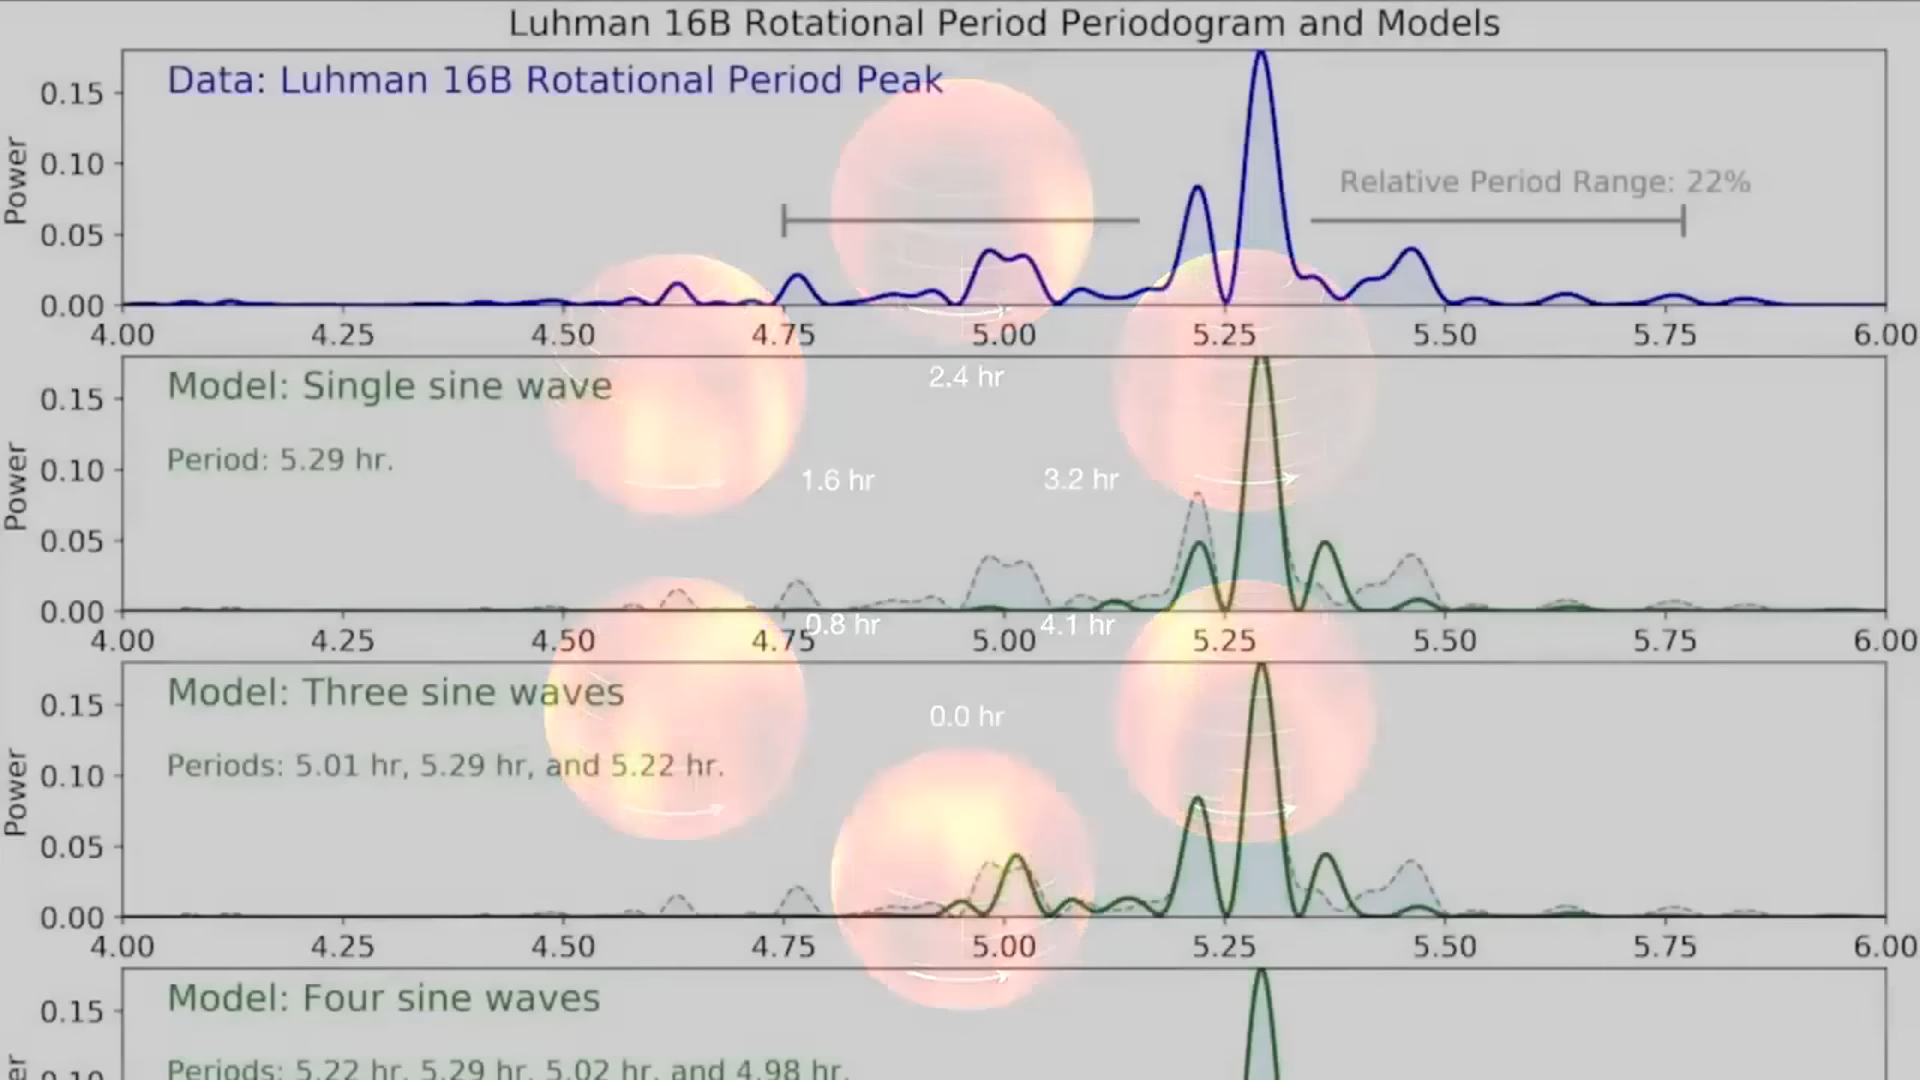 Luhman 16B Rotational Period Periodogram and Models
Data: Luhman 16B Rotational Period Peak
Relative Period Range: 22%
Power
0.15
0.10
0.05
0.00
4.00 4.25 4.50 4.75 5.00 5.25 5.50 5.75 6.00
2.4 hr
Model: Single sine wave
Period: 5.29 hr.
1.6 hr 3.2 hr
Power
0.15
0.10
0.05
0.00
0.8 hr 4.1 hr
4.00 4.25 4.50 4.75 5.00 5.25 5.50 5.75 6.00
Model: Three sine waves
0.0 hr
Periods: 5.01 hr, 5.29 hr, and 5.22 hr.
Power
0.15
0.10
0.05
0.00
4.00 4.25 4.50 4.75 5.00 5.25 5.50 5.75 6.00
Model: Four sine waves
0.15
Periods: 5.22 hr, 5.29 hr, 5.02 hr, and 4.98 hr.
0.10